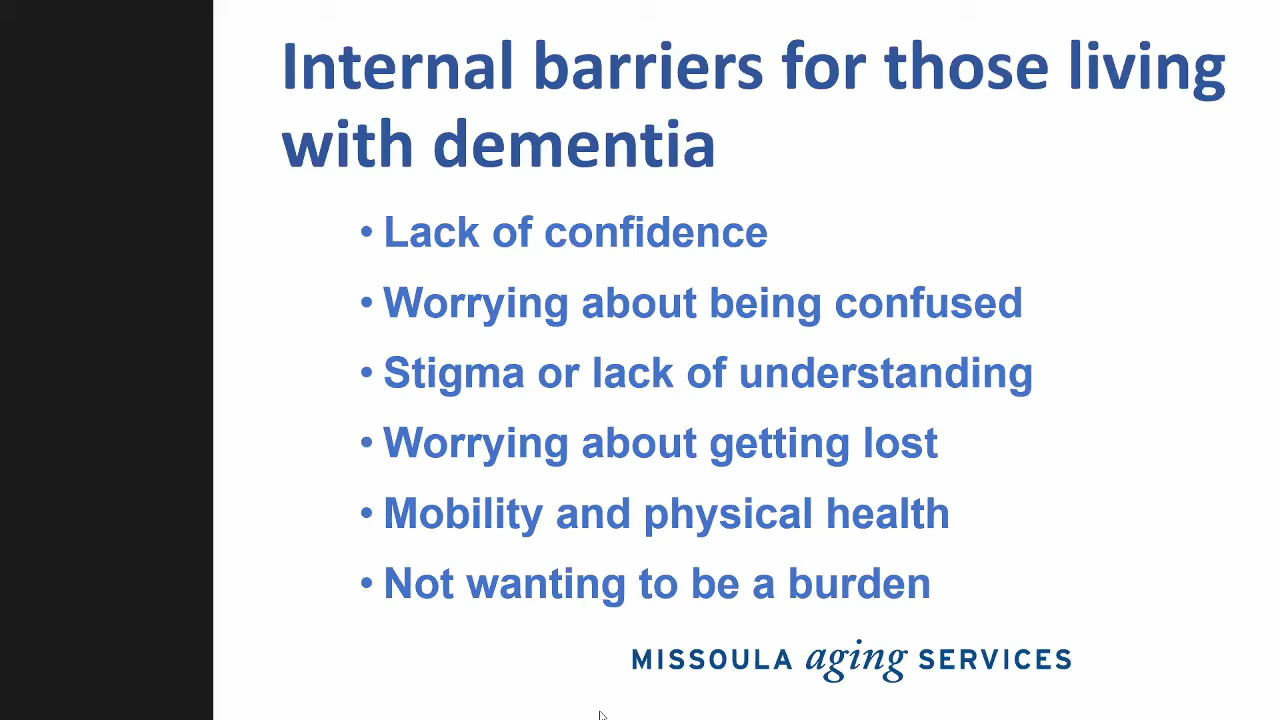 Internal barriers for those living
with dementia
• Lack of confidence
• Worrying about being confused
• Stigma or lack of understanding
• Worrying about getting lost
• Mobility and physical health
• Not wanting to be a burden
MISSOULA aging SERVICES